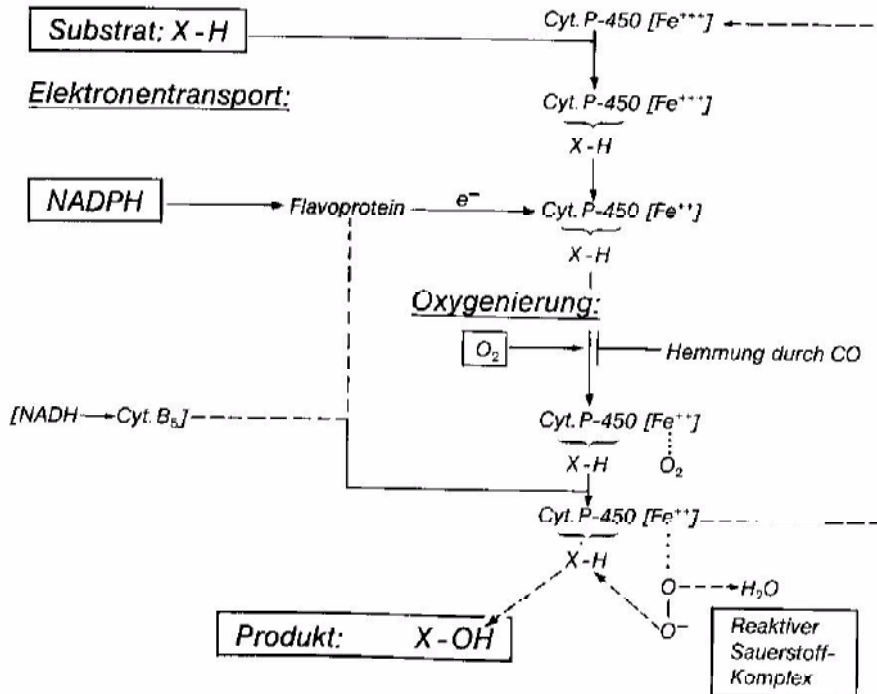 Cyt. P-450 [Fe+++]
Substrat: X-H
Elektronentransport:
Cyt. P-450 [Fe+++]
X-H
NADPH
Flavoprotein
e–
Cyt. P-450 [Fe++]
X-H
Oxygenierung:
O2
Hemmung durch CO
[NADH → Cyt. B5]
Cyt. P-450 [Fe++]
X-H
O2
Cyt. P-450 [Fe++]
X-H
O
H2O
O–
Produkt: X-OH
Reaktiver
Sauerstoff-
Komplex